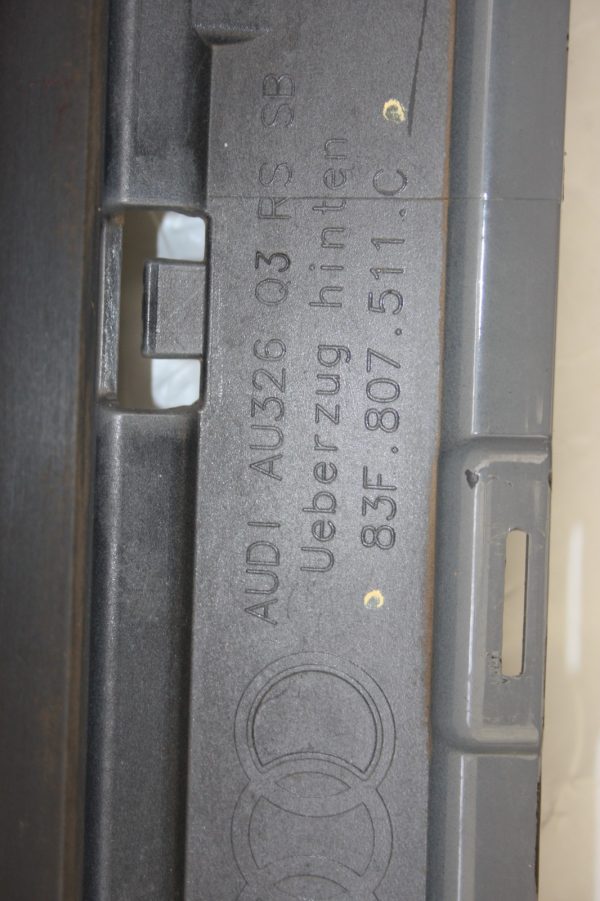 AUDI AU326 Q3 RS SB
Ueberzug hinten
83F.807.511.C